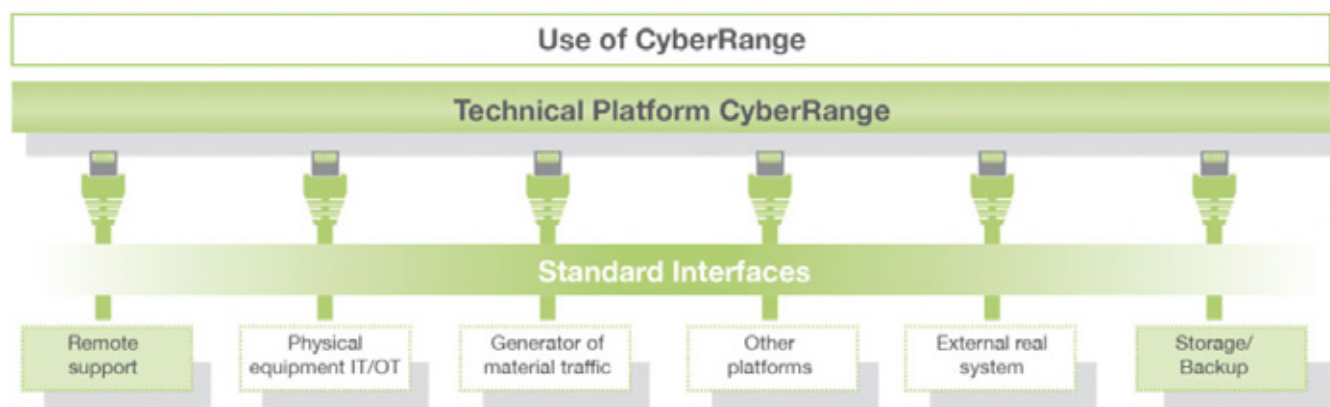 Use of CyberRange
Technical Platform CyberRange
Standard Interfaces
Remote
support
Physical
equipment IT/OT
Generator of
material traffic
Other
platforms
External real
system
Storage/
Backup